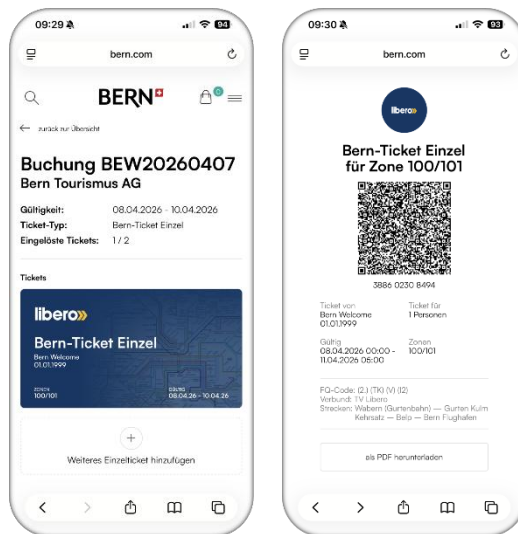 09:29
94
bern.com
BERN
0
← zurück zur Übersicht
Buchung BEW20260407
Bern Tourismus AG
Gültigkeit: 08.04.2026 - 10.04.2026
Ticket-Typ: Bern-Ticket Einzel
Eingelöste Tickets: 1 / 2
Tickets
libero
Bern-Ticket Einzel
Bern Welcome
01.01.1999
ZONEN
100/101
GÜLTIG
08.04.26 - 10.04.26
Weiteres Einzelticket hinzufügen
09:30
93
bern.com
libero
Bern-Ticket Einzel
für Zone 100/101
3886 0230 8494
Ticket von
Bern Welcome
01.01.1999
Ticket für
1 Personen
Gültig
08.04.2026 00:00 -
11.04.2026 05:00
Zonen
100/101
FQ-Code: (2.) (TK) (V) (12)
Verbund: TV Libero
Strecken: Wabern (Gurtenbahn) — Gurten Kulm
Kehrsatz — Belp — Bern Flughafen
als PDF herunterladen